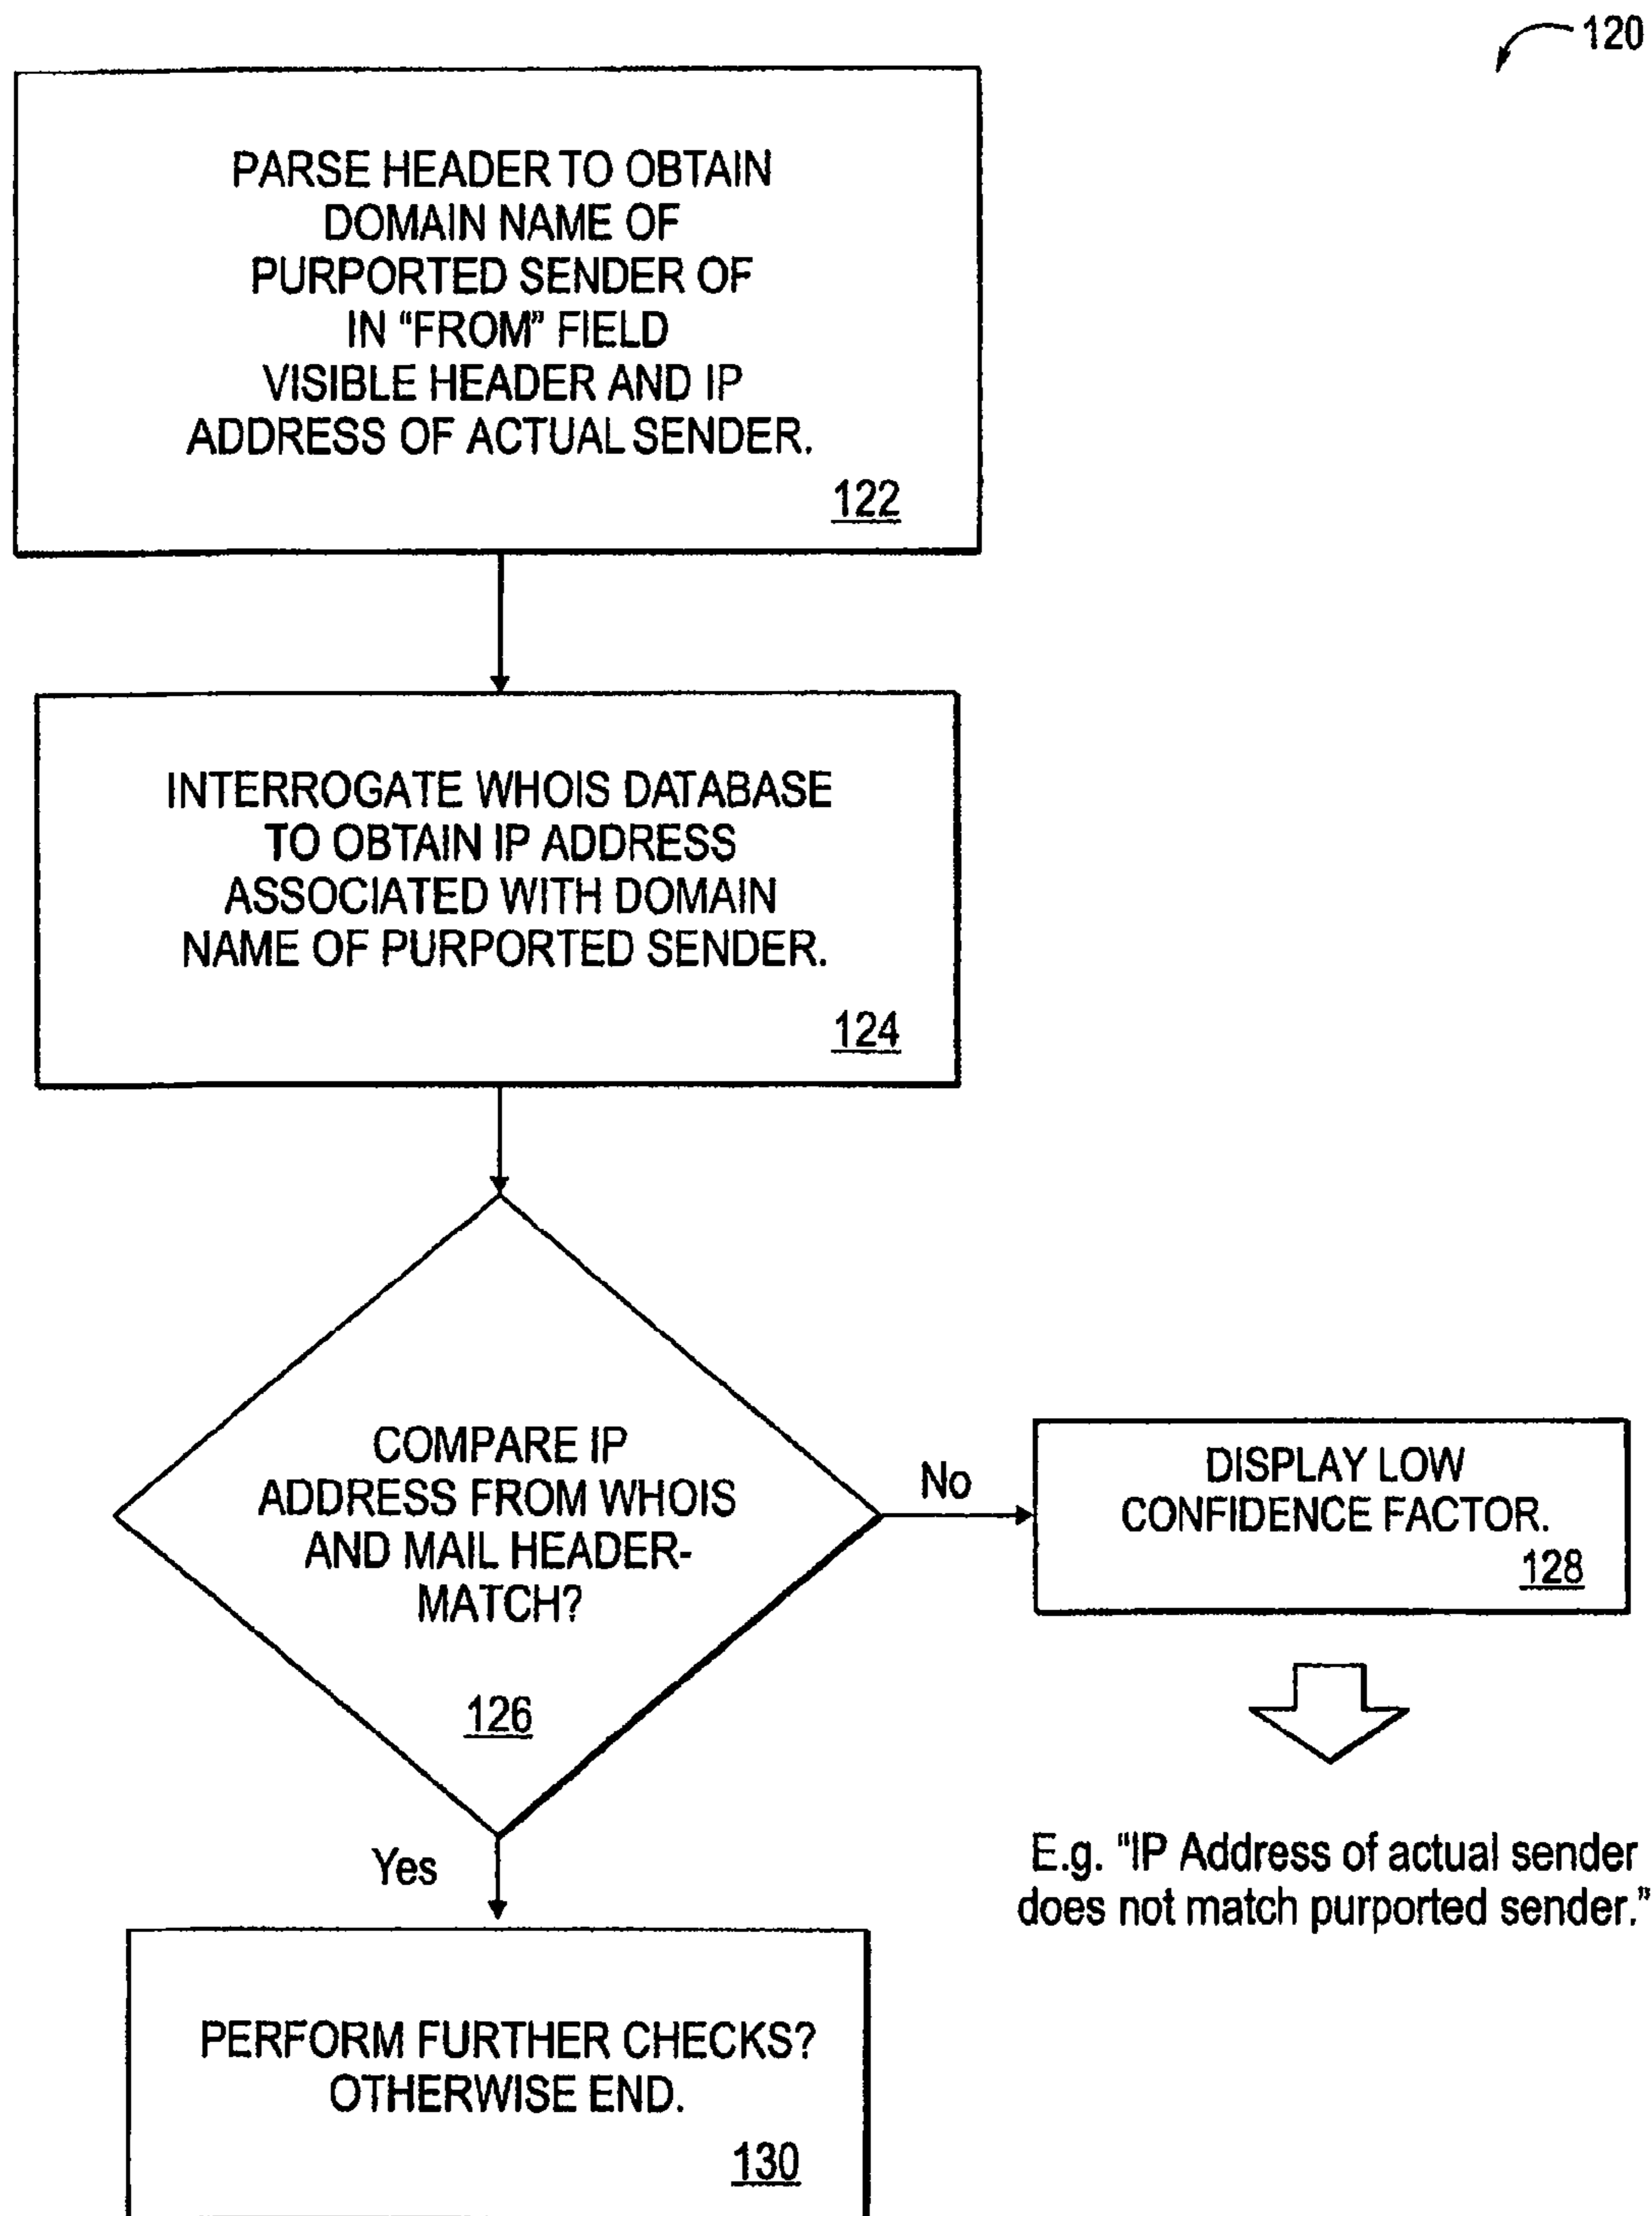 120
PARSE HEADER TO OBTAIN
DOMAIN NAME OF
PURPORTED SENDER OF
IN “FROM” FIELD
VISIBLE HEADER AND IP
ADDRESS OF ACTUAL SENDER.
122
INTERROGATE WHOIS DATABASE
TO OBTAIN IP ADDRESS
ASSOCIATED WITH DOMAIN
NAME OF PURPORTED SENDER.
124
COMPARE IP
ADDRESS FROM WHOIS
AND MAIL HEADER-
MATCH?
126
No
DISPLAY LOW
CONFIDENCE FACTOR.
128
E.g. “IP Address of actual sender
does not match purported sender.”
Yes
PERFORM FURTHER CHECKS?
OTHERWISE END.
130